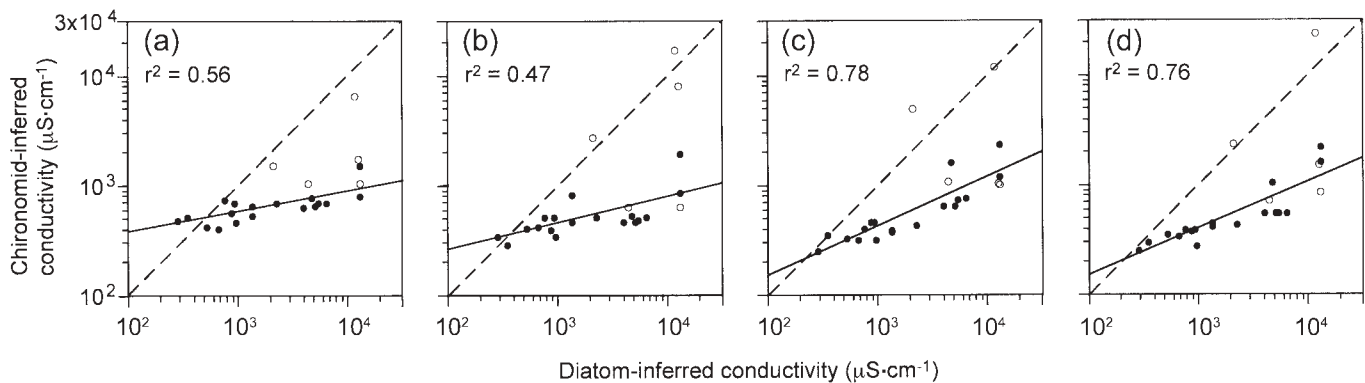 3x10⁴
10⁴
10³
10²
Chironomid-inferred
conductivity (µS·cm⁻¹)
(a)
r² = 0.56
(b)
r² = 0.47
(c)
r² = 0.78
(d)
r² = 0.76
10² 10³ 10⁴
10² 10³ 10⁴
10² 10³ 10⁴
10² 10³ 10⁴
Diatom-inferred conductivity (µS·cm⁻¹)